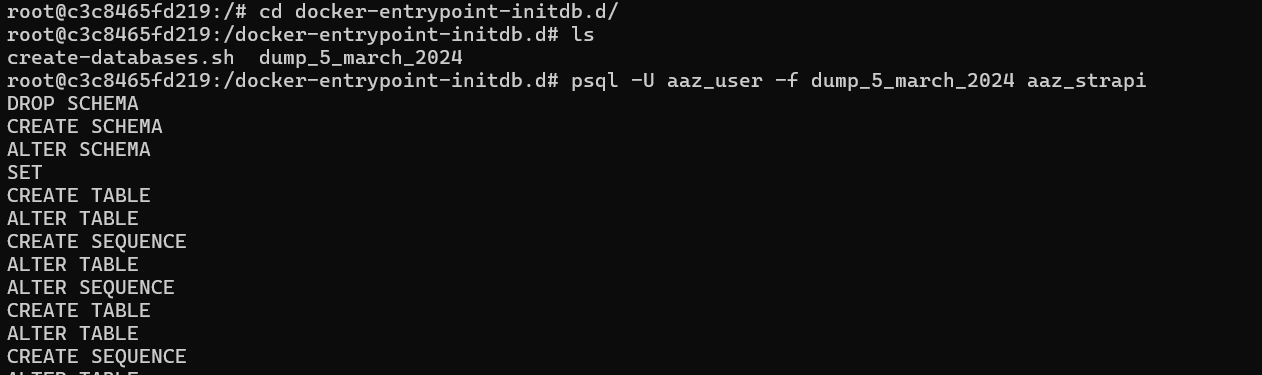 root@c3c8465fd219:/# cd docker-entrypoint-initdb.d/
root@c3c8465fd219:/docker-entrypoint-initdb.d# ls
create-databases.sh  dump_5_march_2024
root@c3c8465fd219:/docker-entrypoint-initdb.d# psql -U aaz_user -f dump_5_march_2024 aaz_strapi
DROP SCHEMA
CREATE SCHEMA
ALTER SCHEMA
SET
CREATE TABLE
ALTER TABLE
CREATE SEQUENCE
ALTER TABLE
ALTER SEQUENCE
CREATE TABLE
ALTER TABLE
CREATE SEQUENCE
ALTER TABLE